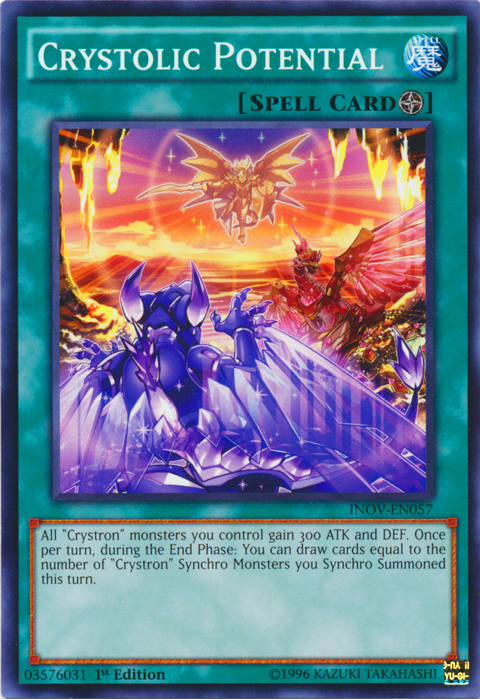 CRYSTOLIC POTENTIAL
SPELL
魔
[SPELL CARD]
INOV-EN057
All "Crystron" monsters you control gain 300 ATK and DEF. Once
per turn, during the End Phase: You can draw cards equal to the
number of "Crystron" Synchro Monsters you Synchro Summoned
this turn.
03576031 1st Edition ©1996 KAZUKI TAKAHASHI